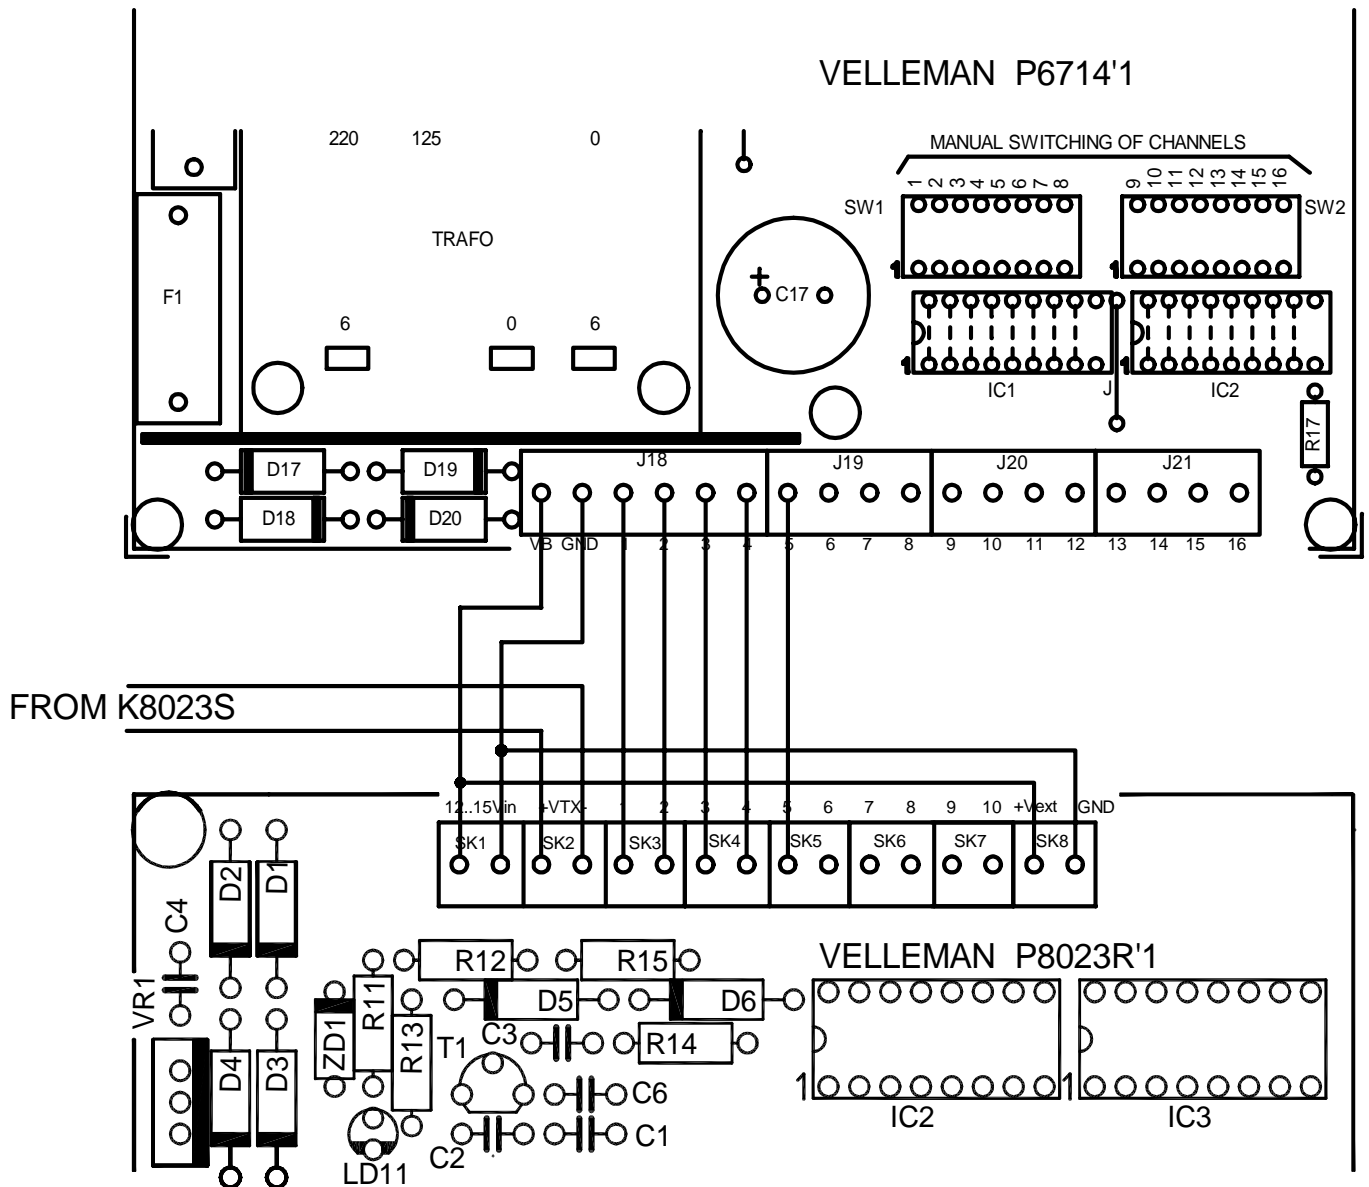 VELLEMAN P6714'1
220 125 0
MANUAL SWITCHING OF CHANNELS
1 2 3 4 5 6 7 8
9 10 11 12 13 14 15 16
SW1
SW2
TRAFO
F1
+ C17
1
1
6 0 6
1
1
IC1
J
IC2
R17
D17
D19
J18
J19
J20
J21
D18
D20
VB GND 1 2 3 4 5 6 7 8 9 10 11 12 13 14 15 16
FROM K8023S
12..15Vin +VTX- 1 2 3 4 5 6 7 8 9 10 +Vext GND
SK1 SK2 SK3 SK4 SK5 SK6 SK7 SK8
D2
D1
C4
VR1
R12
R15
VELLEMAN P8023R'1
D5
D6
R11
ZD1
R13
T1
C3
R14
D4
D3
C6
1
1
IC2
IC3
C2
C1
LD11